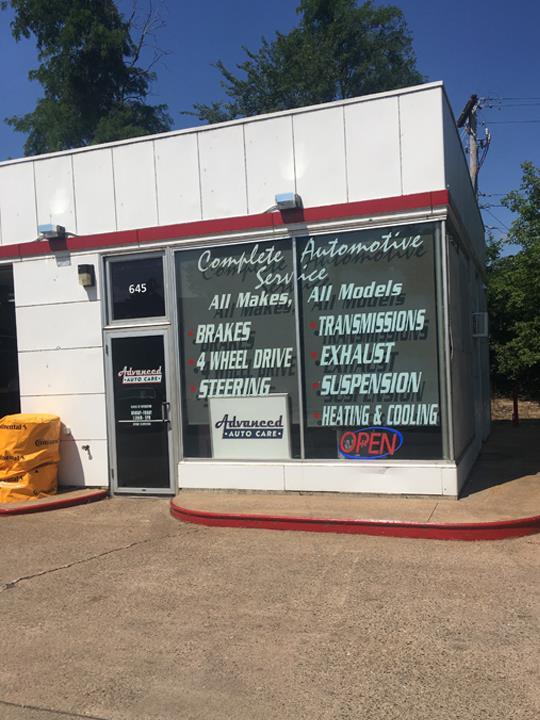 Complete Automotive
Service
All Makes, All Models
BRAKES
4 WHEEL DRIVE
STEERING
TRANSMISSIONS
EXHAUST
SUSPENSION
HEATING & COOLING
Advanced
AUTO CARE
OPEN
645
Advanced
AUTO CARE
Continental